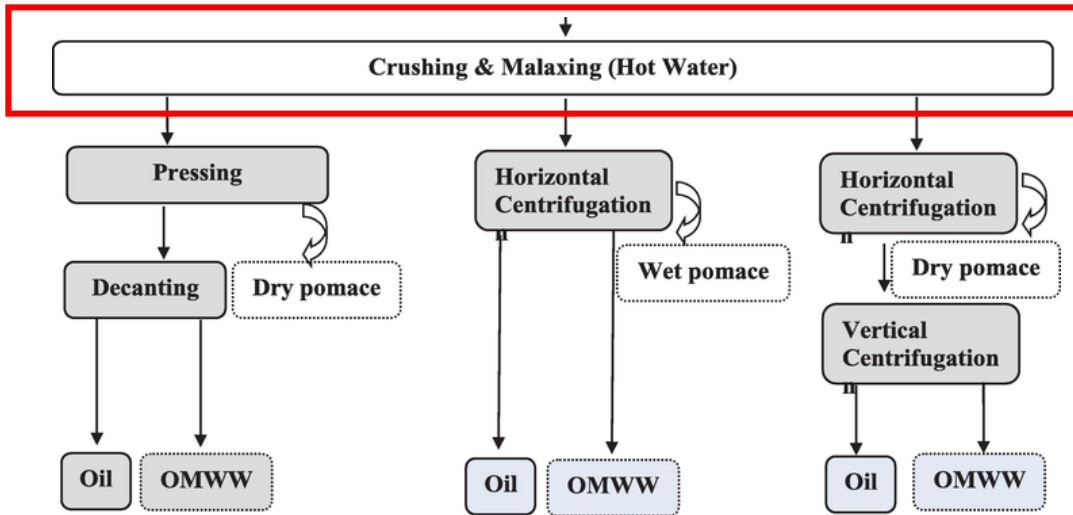 Crushing & Malaxing (Hot Water)
Pressing
Horizontal
Centrifugation
n
Horizontal
Centrifugation
n
Decanting
Dry pomace
Wet pomace
Dry pomace
Vertical
Centrifugation
n
Oil
OMWW
Oil
OMWW
Oil
OMWW